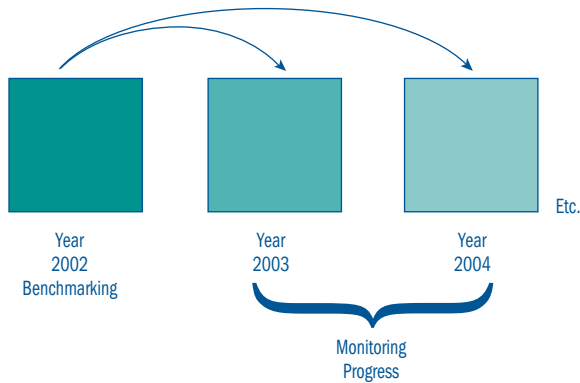 Etc.
Year
2002
Benchmarking
Year
2003
Year
2004
Monitoring
Progress